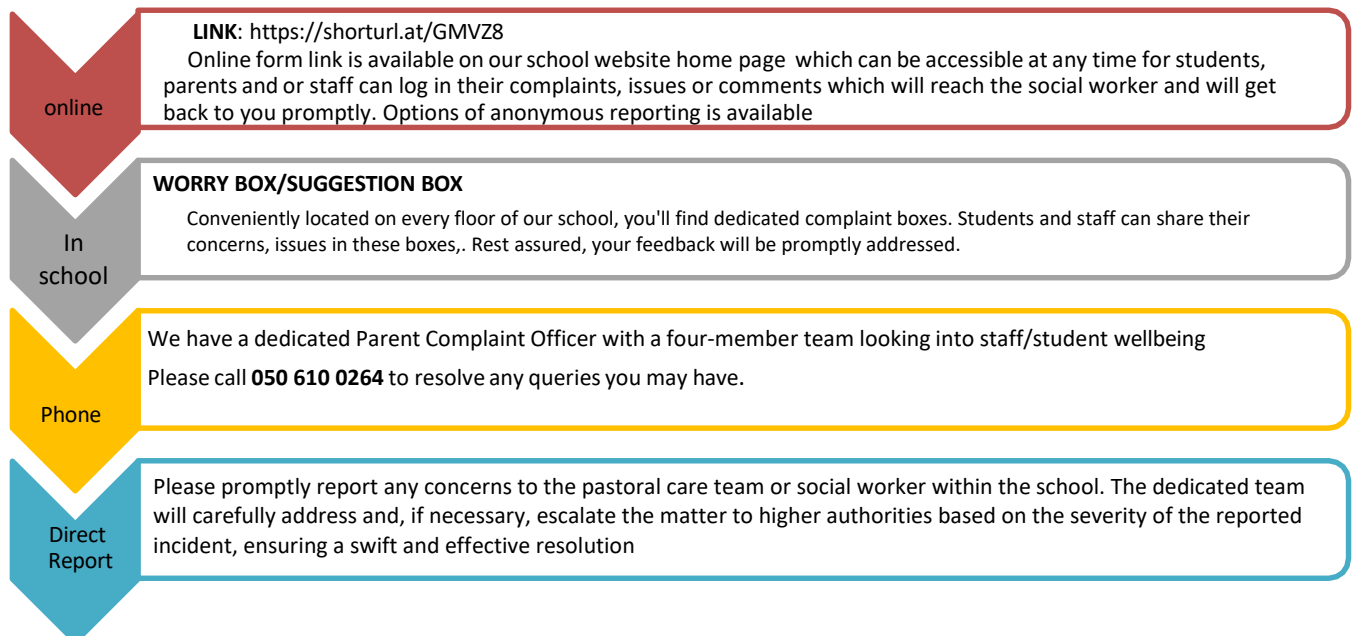 LINK: https://shorturl.at/GMVZ8
Online form link is available on our school website home page which can be accessible at any time for students,
parents and or staff can log in their complaints, issues or comments which will reach the social worker and will get
back to you promptly. Options of anonymous reporting is available
online
WORRY BOX/SUGGESTION BOX
Conveniently located on every floor of our school, you'll find dedicated complaint boxes. Students and staff can share their
concerns, issues in these boxes,. Rest assured, your feedback will be promptly addressed.
In
school
We have a dedicated Parent Complaint Officer with a four-member team looking into staff/student wellbeing
Please call 050 610 0264 to resolve any queries you may have.
Phone
Please promptly report any concerns to the pastoral care team or social worker within the school. The dedicated team
will carefully address and, if necessary, escalate the matter to higher authorities based on the severity of the reported
incident, ensuring a swift and effective resolution
Direct
Report